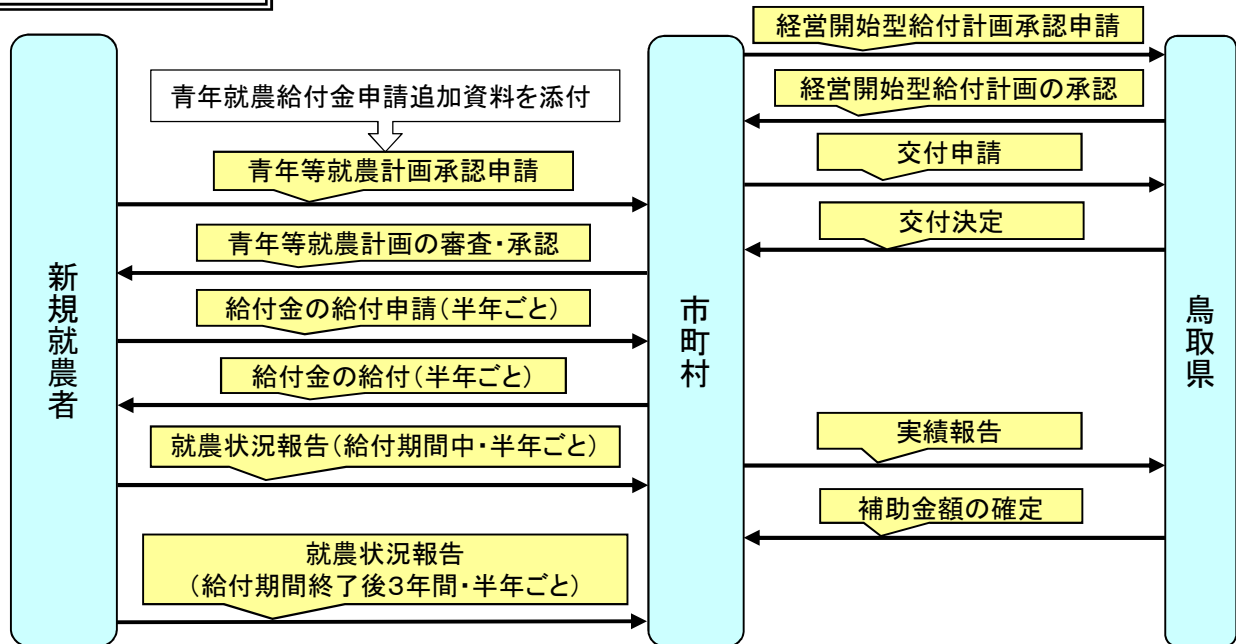 経営開始型給付計画承認申請
経営開始型給付計画の承認
青年就農給付金申請追加資料を添付
交付申請
青年等就農計画承認申請
交付決定
青年等就農計画の審査・承認
新規就農者
市町村
鳥取県
給付金の給付申請(半年ごと)
給付金の給付(半年ごと)
就農状況報告(給付期間中・半年ごと)
実績報告
補助金額の確定
就農状況報告
(給付期間終了後3年間・半年ごと)